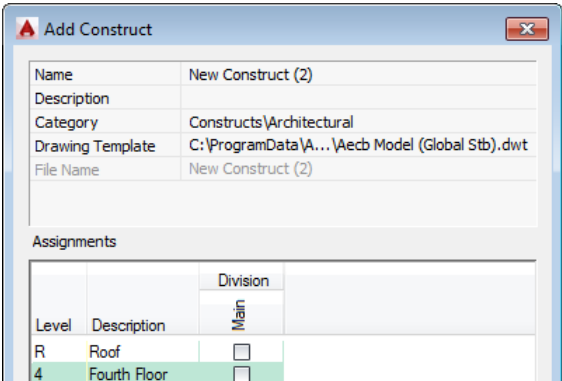 Add Construct
Name New Construct (2)
Description
Category Constructs\Architectural
Drawing Template C:\ProgramData\A...\Aecb Model (Global Stb).dwt
File Name New Construct (2)
Assignments
Division
Level Description Main
R Roof
4 Fourth Floor